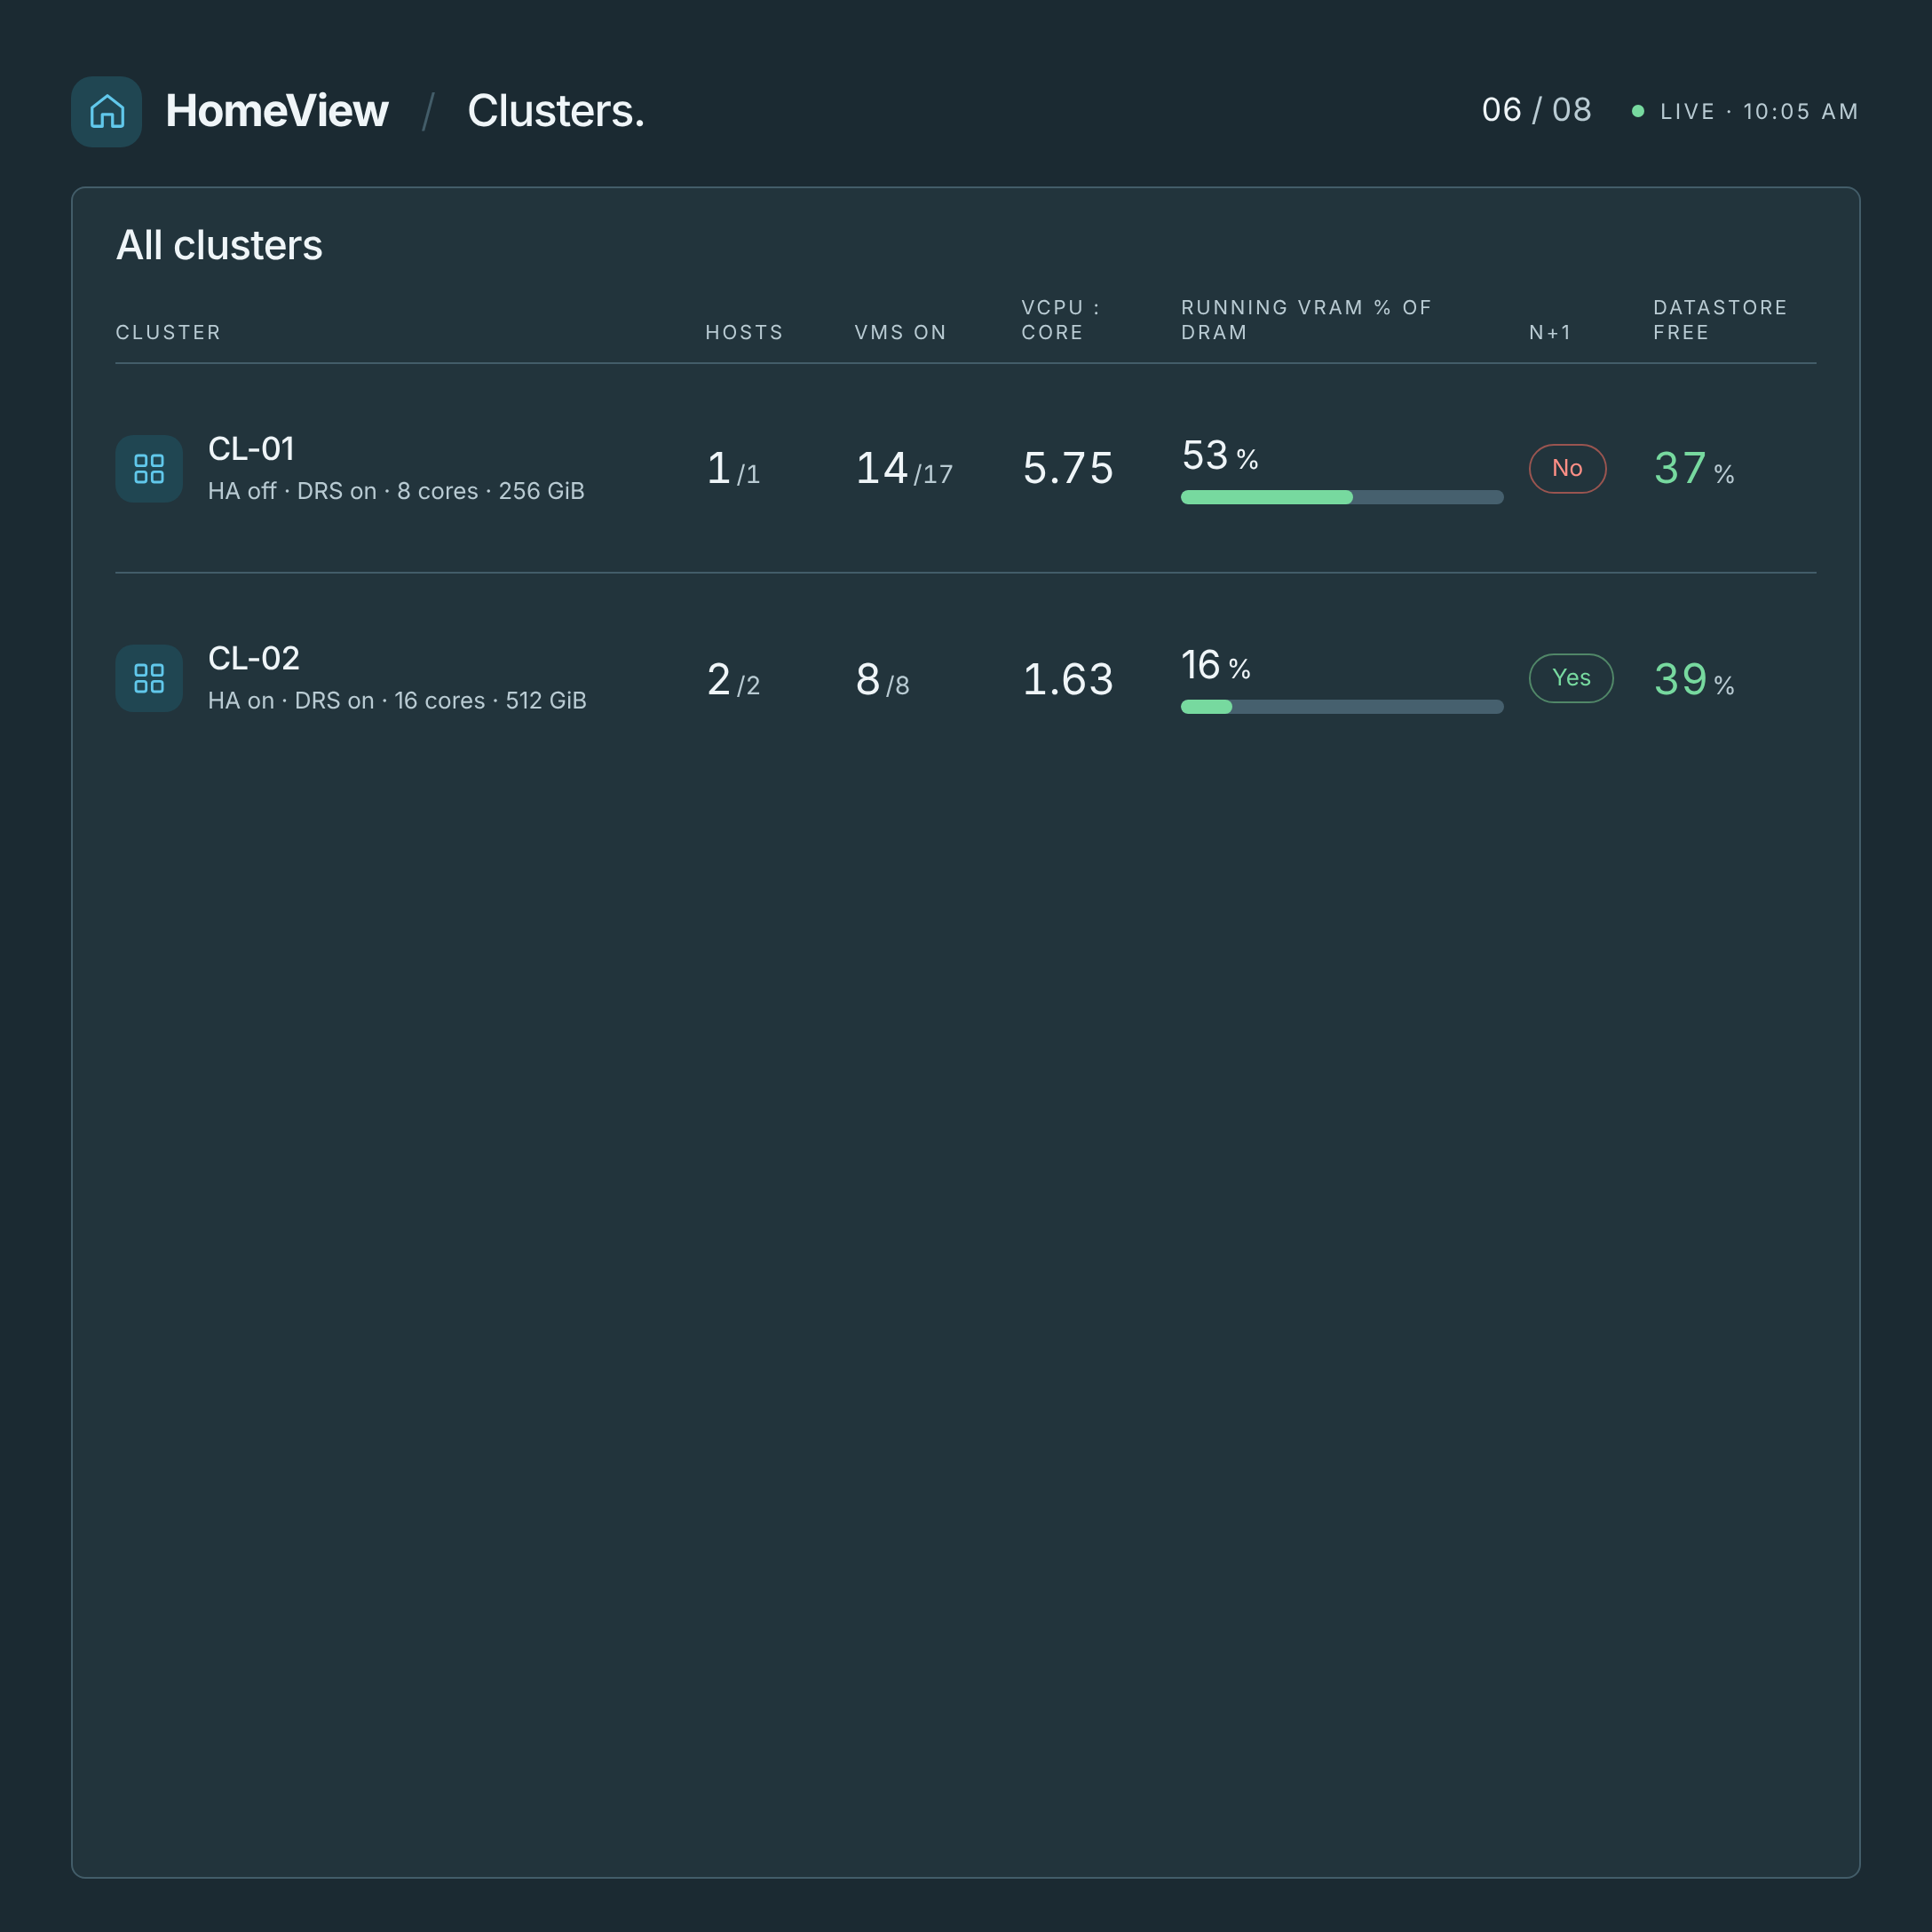 HomeView / Clusters.
06 / 08 LIVE · 10:05 AM
All clusters
CLUSTER HOSTS VMS ON VCPU : CORE RUNNING VRAM % OF DRAM N+1 DATASTORE FREE
CL-01
HA off · DRS on · 8 cores · 256 GiB
1 /1 14 /17 5.75 53 % No 37 %
CL-02
HA on · DRS on · 16 cores · 512 GiB
2 /2 8 /8 1.63 16 % Yes 39 %